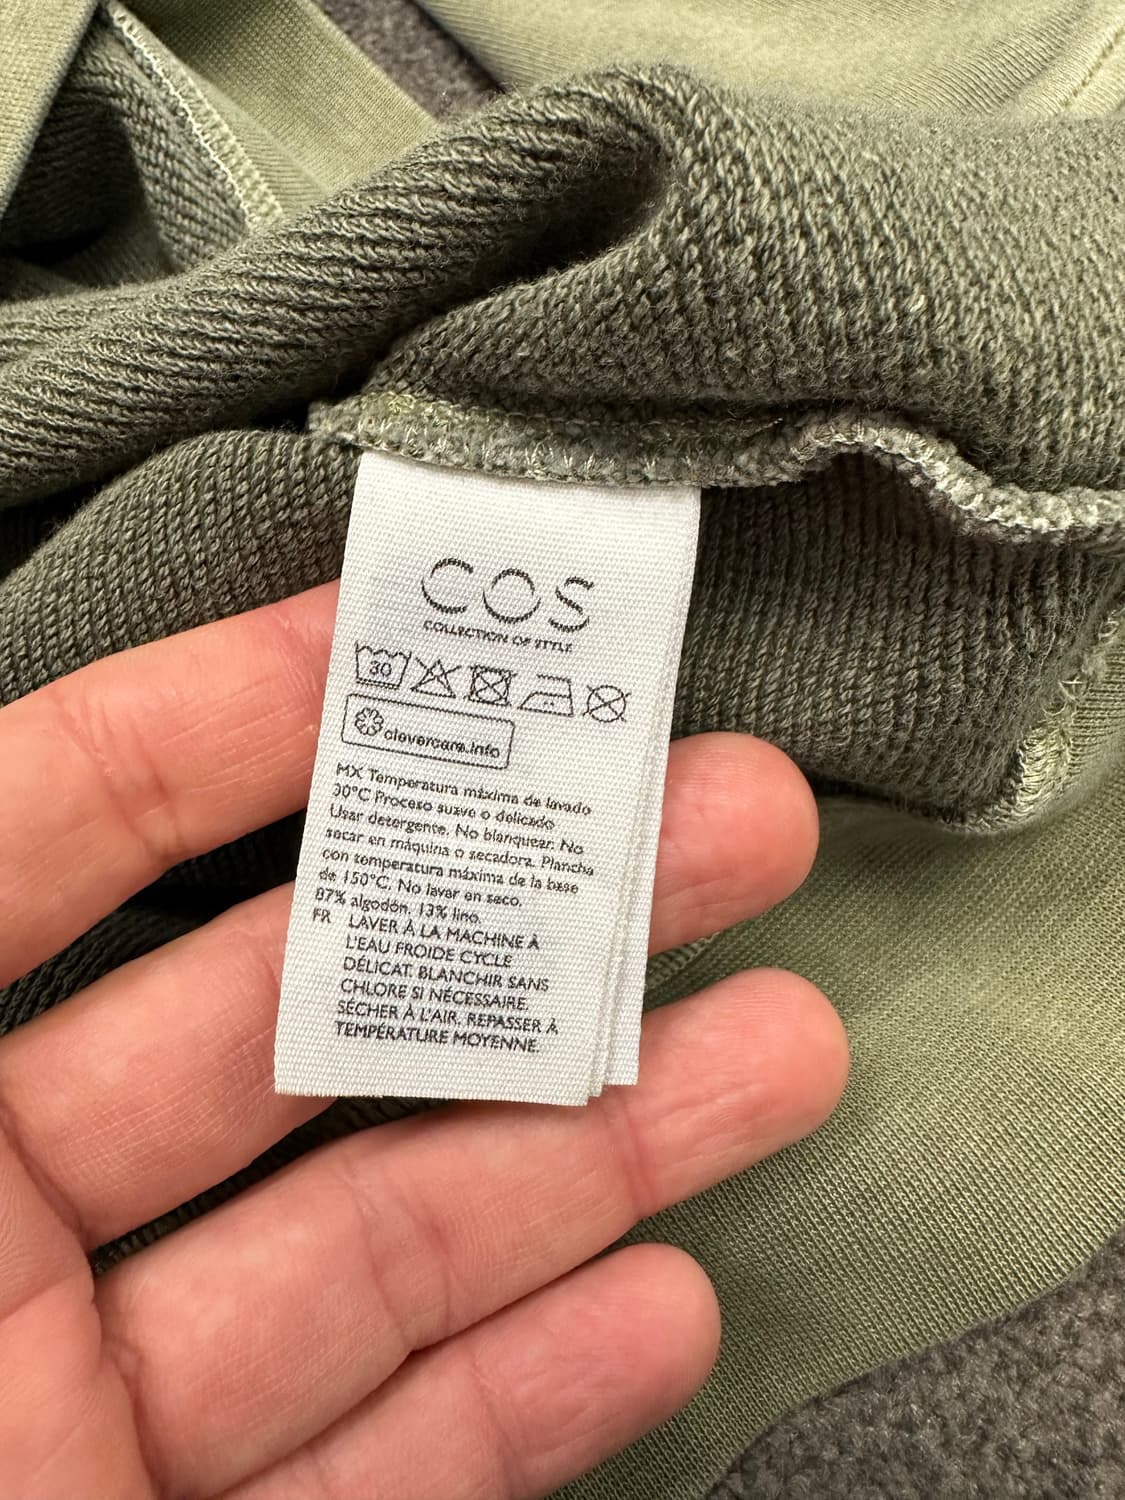 COS
COLLECTION OF STYLE
30
clevercare.info
MX Temperatura máxima de lavado
30°C Proceso suave o delicado
Usar detergente. No blanquear. No
secar en máquina o secadora. Plancha
con temperatura máxima de la base
de 150°C. No lavar en seco.
87% algodón, 13% lino.
FR LAVER À LA MACHINE À
L'EAU FROIDE CYCLE
DÉLICAT. BLANCHIR SANS
CHLORE SI NÉCESSAIRE.
SÉCHER À L'AIR. REPASSER À
TEMPÉRATURE MOYENNE.